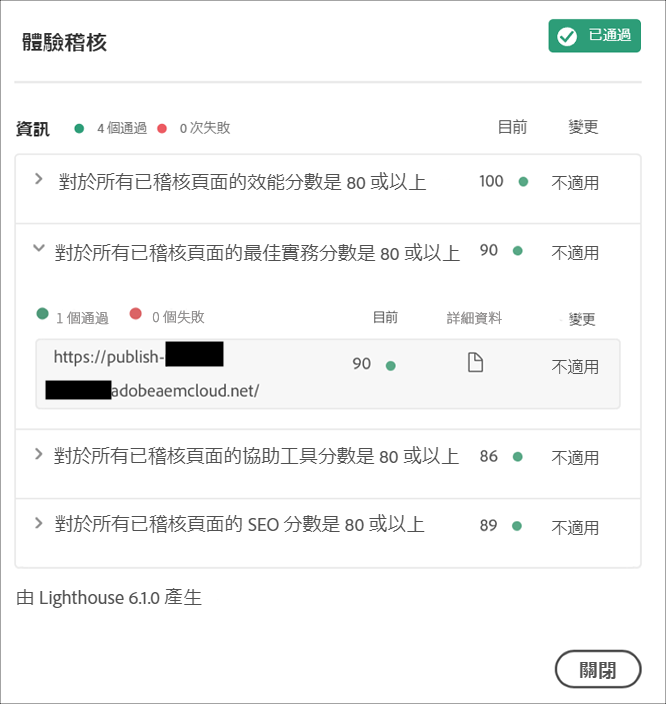 體驗稽核
已通過
資訊 4 個通過 0 次失敗 目前 變更
對於所有已稽核頁面的效能分數是 80 或以上 100 不適用
對於所有已稽核頁面的最佳實務分數是 80 或以上 90 不適用
1 個通過 0 個失敗 目前 詳細資料 變更
https://publish-
adobeaemcloud.net/ 90 不適用
對於所有已稽核頁面的協助工具分數是 80 或以上 86 不適用
對於所有已稽核頁面的 SEO 分數是 80 或以上 89 不適用
由 Lighthouse 6.1.0 產生
關閉